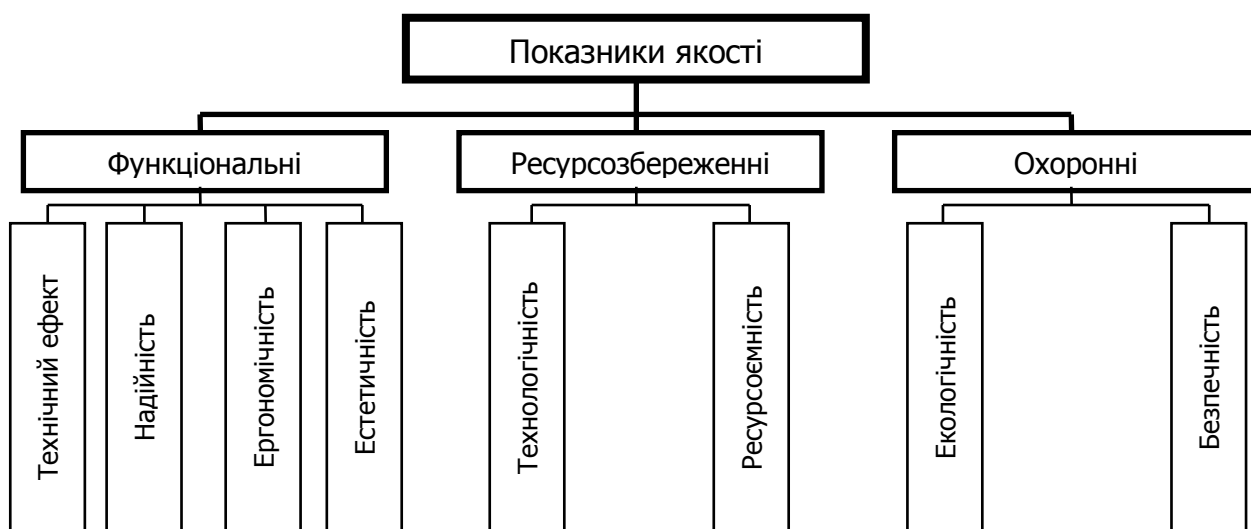 Показники якості
Функціональні
Ресурсозбереженні
Охоронні
Технічний ефект
Надійність
Ергономічність
Естетичність
Технологічність
Ресурсоємність
Екологічність
Безпечність